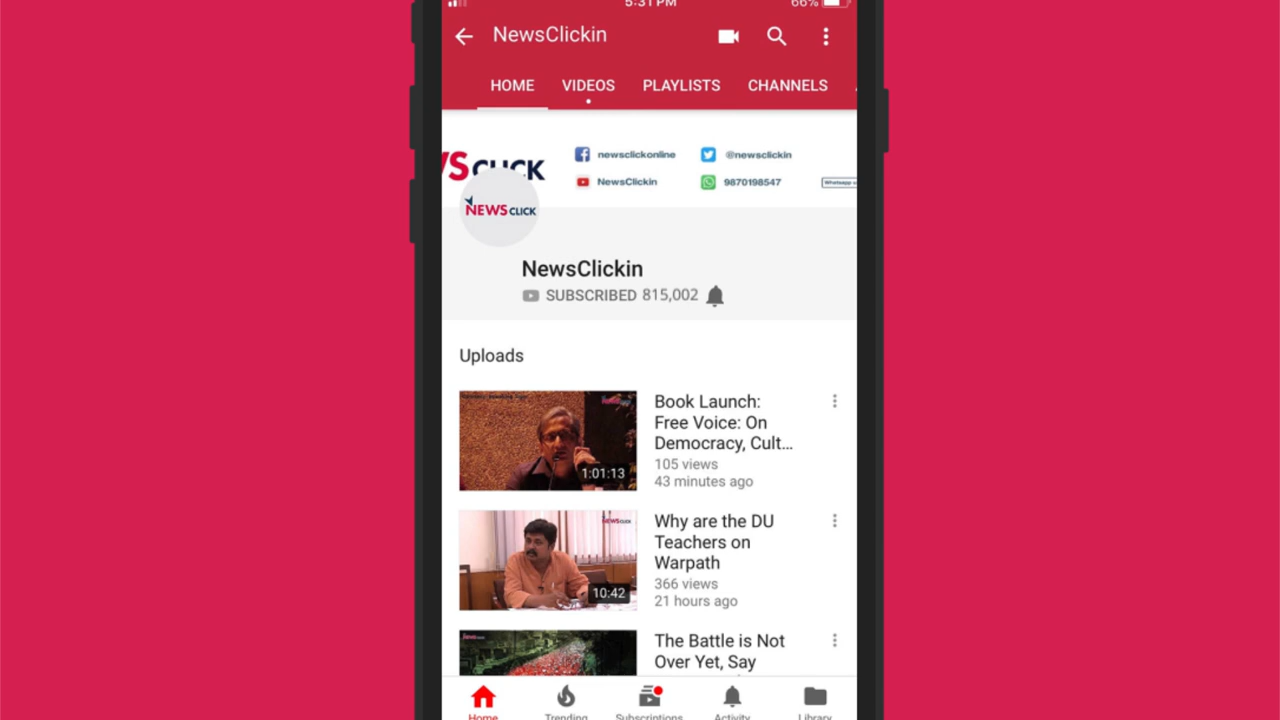 5:31 PM
66%
NewsClickin
HOME VIDEOS PLAYLISTS CHANNELS
CLICK
newsclickonline
@newsclickin
NewsClickin
9870198547
NEWS CLICK
NewsClickin
SUBSCRIBED 815,002
Uploads
Book Launch:
Free Voice: On
Democracy, Cult...
105 views
43 minutes ago
1:01:13
Why are the DU
Teachers on
Warpath
366 views
21 hours ago
NEWSCLICK
10:42
The Battle is Not
Over Yet, Say
Home Trending Subscriptions Activity Library